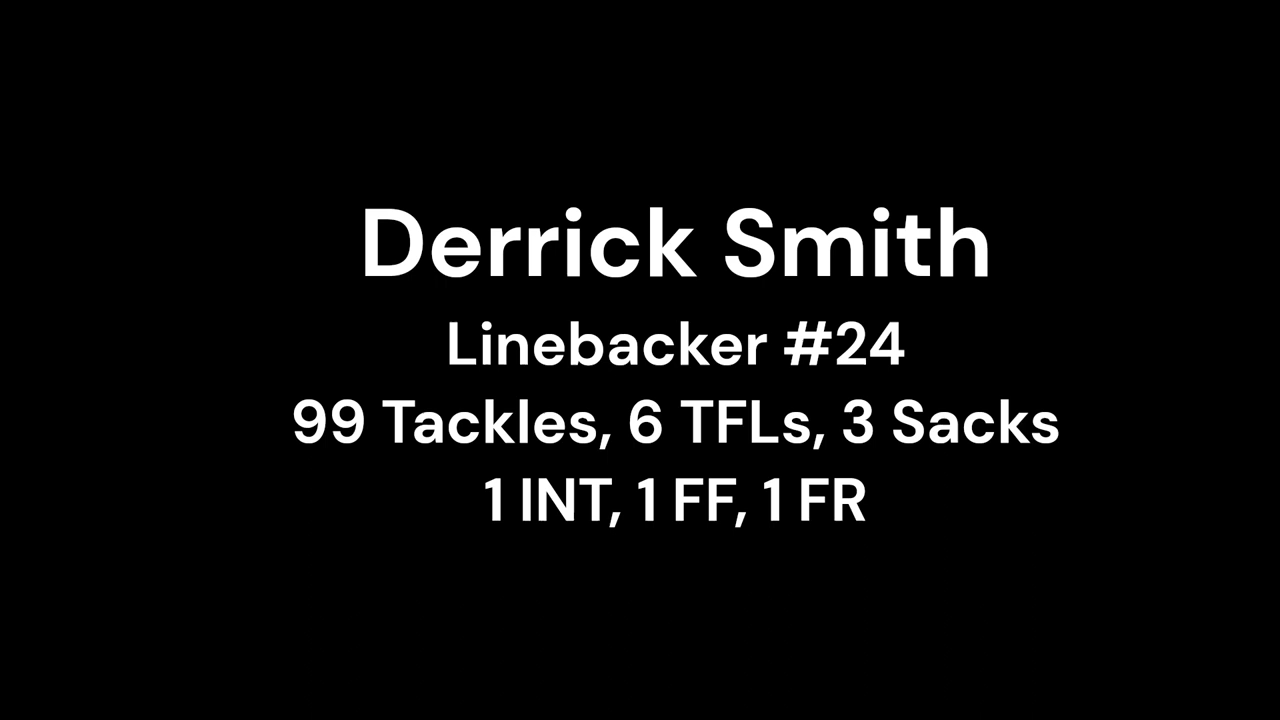 Derrick Smith
Linebacker #24
99 Tackles, 6 TFLs, 3 Sacks
1 INT, 1 FF, 1 FR